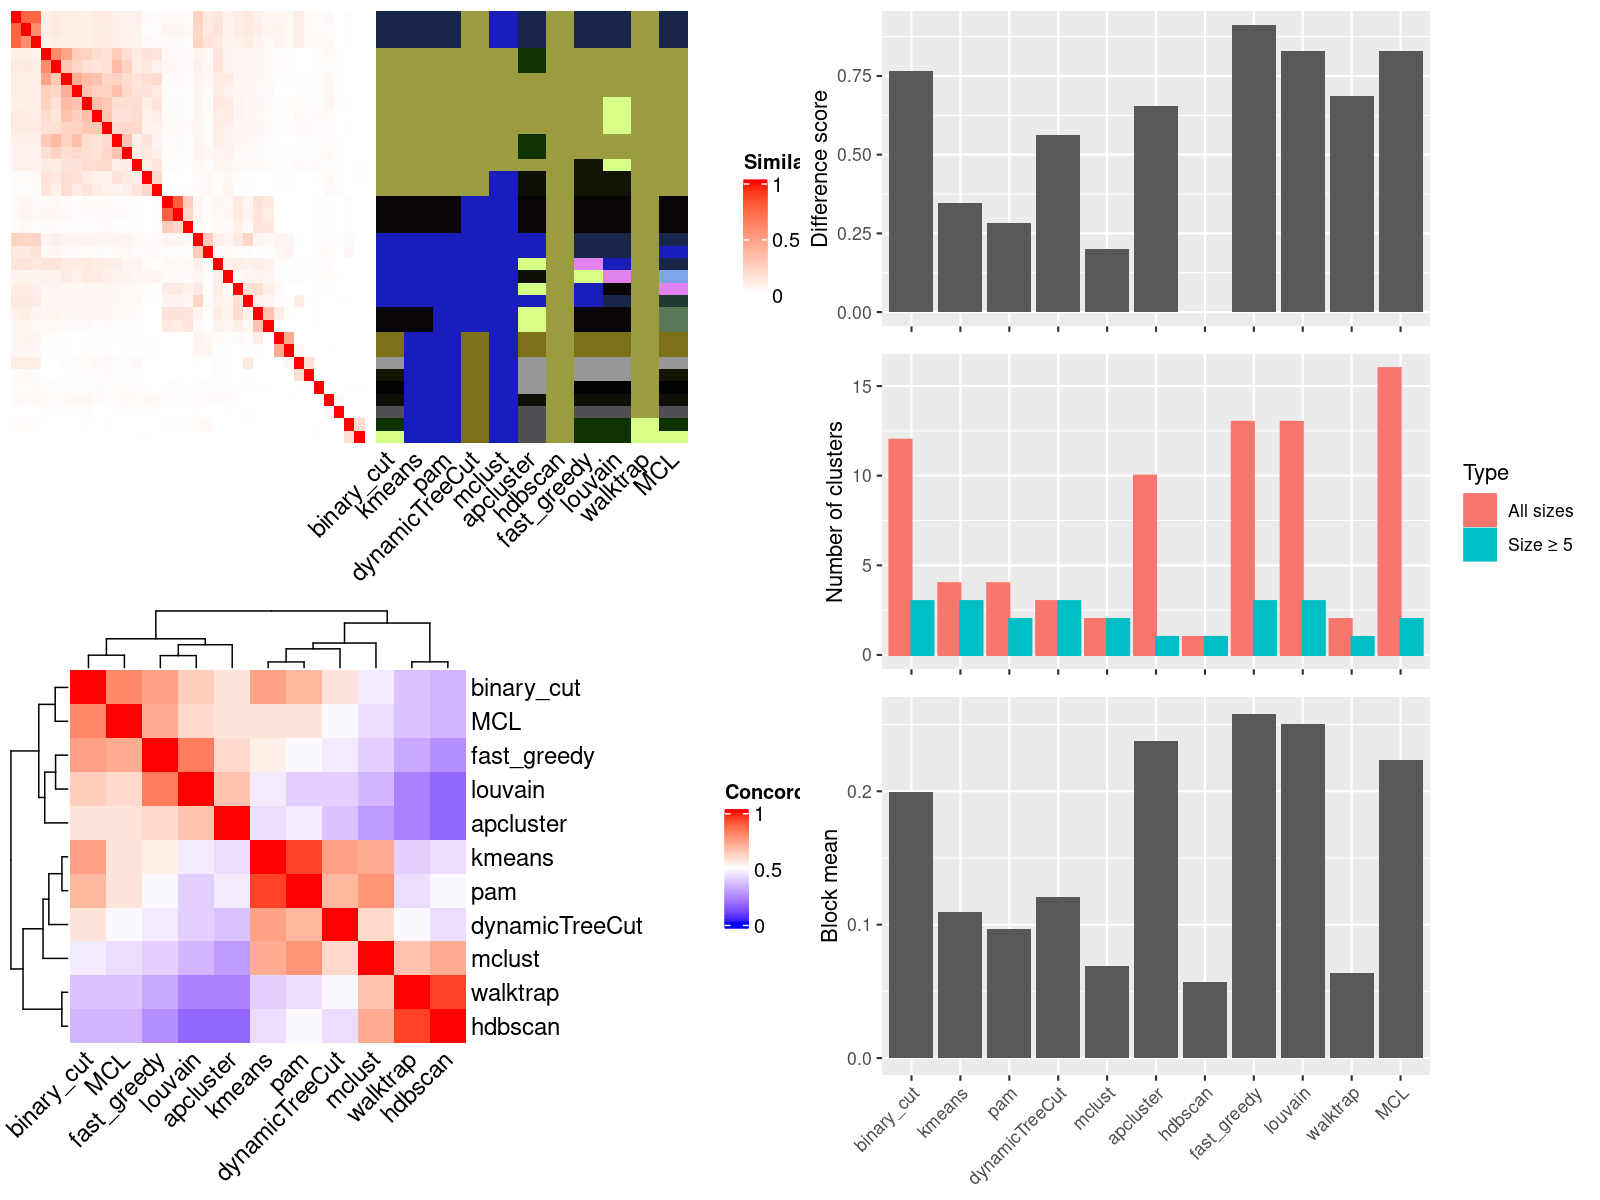 Simila
1
0.5
0
binary_cut
kmeans
pam
dynamicTreeCut
mclust
apcluster
hdbscan
fast_greedy
louvain
walktrap
MCL
binary_cut
MCL
fast_greedy
louvain
apcluster
kmeans
pam
dynamicTreeCut
mclust
walktrap
hdbscan
Concord
1
0.5
0
binary_cut
MCL
fast_greedy
louvain
apcluster
kmeans
pam
dynamicTreeCut
mclust
walktrap
hdbscan
Difference score
0.75
0.50
0.25
0.00
Number of clusters
15
10
5
0
Type
All sizes
Size ≥ 5
Block mean
0.2
0.1
0.0
binary_cut
kmeans
pam
dynamicTreeCut
mclust
apcluster
hdbscan
fast_greedy
louvain
walktrap
MCL